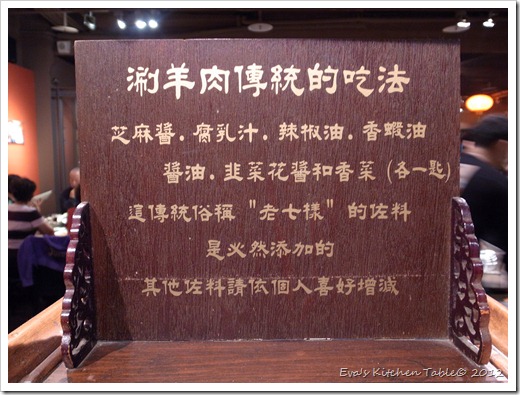 涮羊肉傳統的吃法
芝麻醬．腐乳汁．辣椒油．香蝦油
醬油．韭菜花醬和香菜（各一匙）
這傳統俗稱"老七樣"的佐料
是必然添加的
其他佐料請依個人喜好增減
Eva's Kitchen Table© 2012